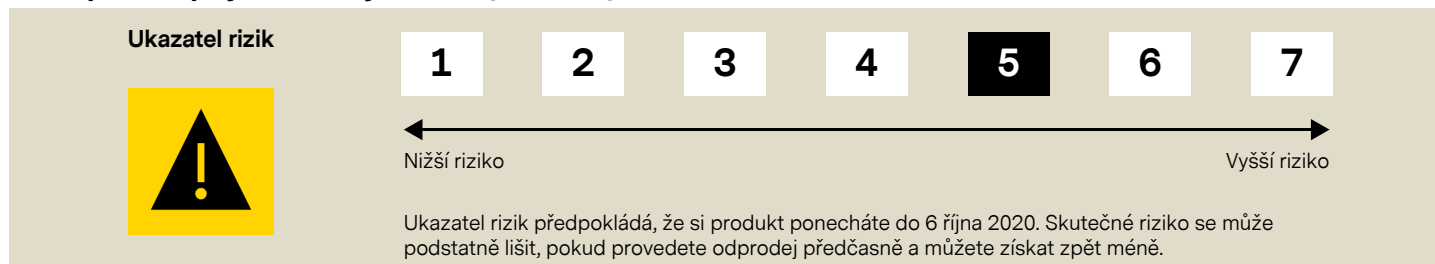 Ukazatel rizik
1 2 3 4 5 6 7
Nižší riziko Vyšší riziko
Ukazatel rizik předpokládá, že si produkt ponecháte do 6 října 2020. Skutečné riziko se může
podstatně lišit, pokud provedete odprodej předčasně a můžete získat zpět méně.